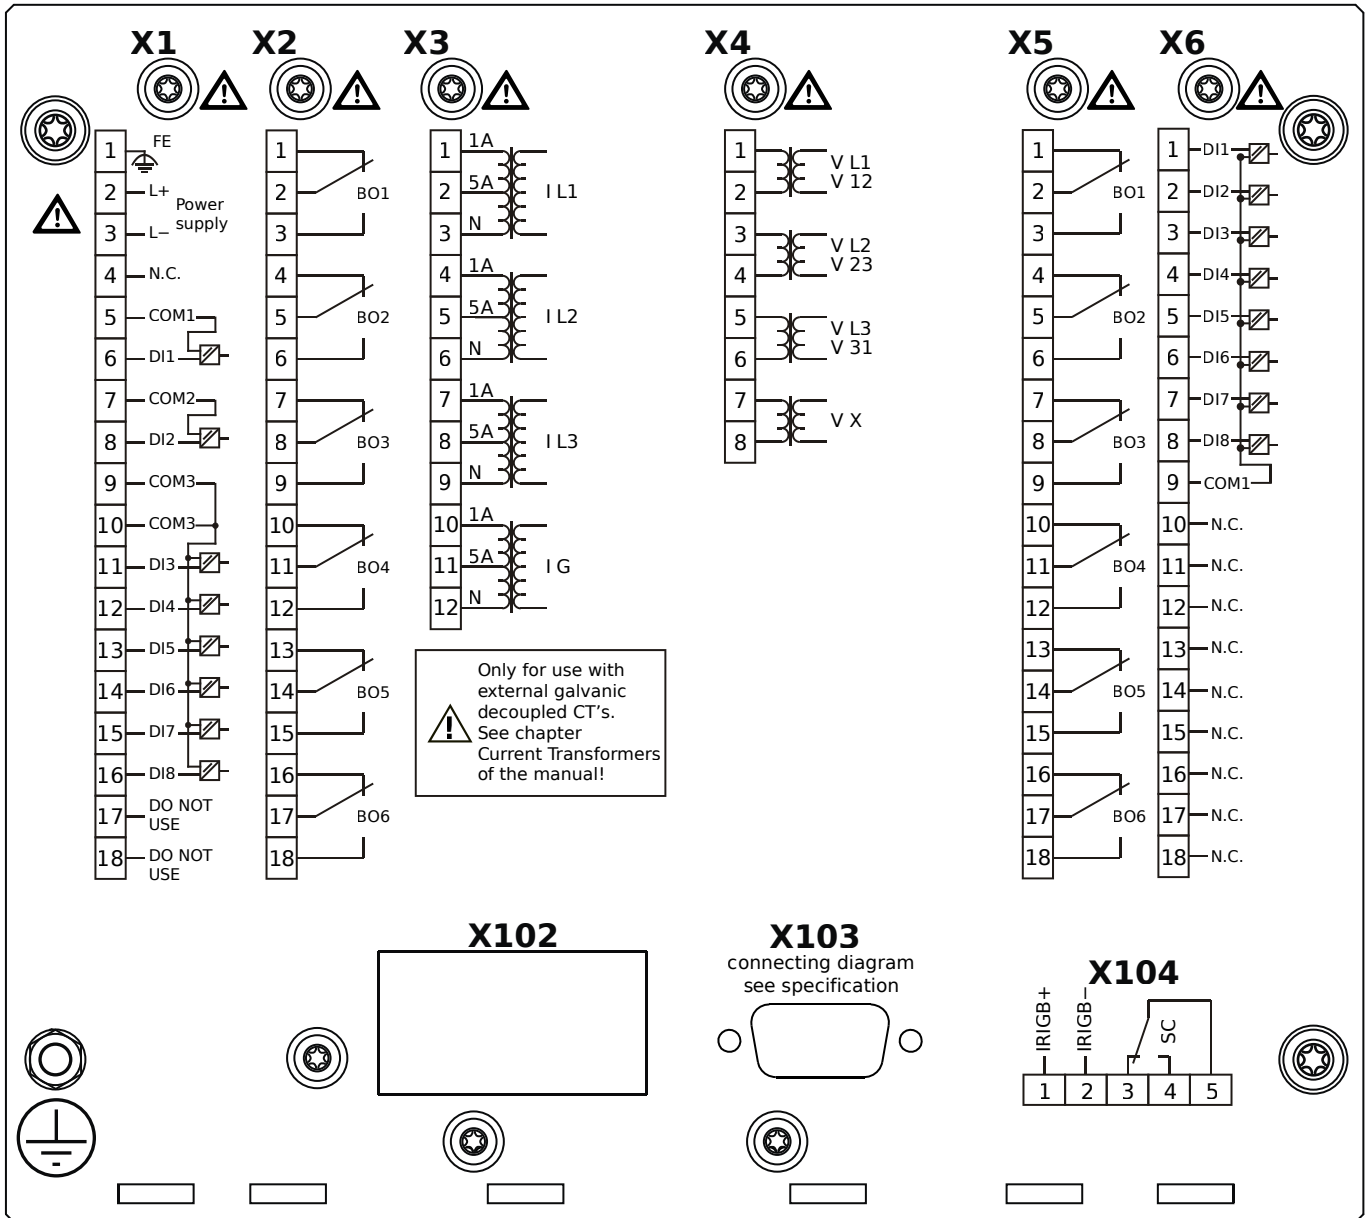 X1 X2 X3 X4 X5 X6
1 FE
2 L+
Power
supply
3 L−
4 N.C.
5 COM1
6 DI1
7 COM2
8 DI2
9 COM3
10 COM3
11 DI3
12 DI4
13 DI5
14 DI6
15 DI7
16 DI8
17 DO NOT
USE
18 DO NOT
USE
1
2 BO1
3
4
5 BO2
6
7
8 BO3
9
10
11 BO4
12
13
14 BO5
15
16
17 BO6
18
1 1A
2 5A I L1
3 N
4 1A
5 5A I L2
6 N
7 1A
8 5A I L3
9 N
10 1A
11 5A I G
12 N
Only for use with
external galvanic
decoupled CT's.
See chapter
Current Transformers
of the manual!
1 V L1
2 V 12
3 V L2
4 V 23
5 V L3
6 V 31
7 V X
8
1
2 BO1
3
4
5 BO2
6
7
8 BO3
9
10
11 BO4
12
13
14 BO5
15
16
17 BO6
18
1 DI1
2 DI2
3 DI3
4 DI4
5 DI5
6 DI6
7 DI7
8 DI8
9 COM1
10 N.C.
11 N.C.
12 N.C.
13 N.C.
14 N.C.
15 N.C.
16 N.C.
17 N.C.
18 N.C.
X102
X103
connecting diagram
see specification
X104
IRIGB+
IRIGB−
SC
1 2 3 4 5